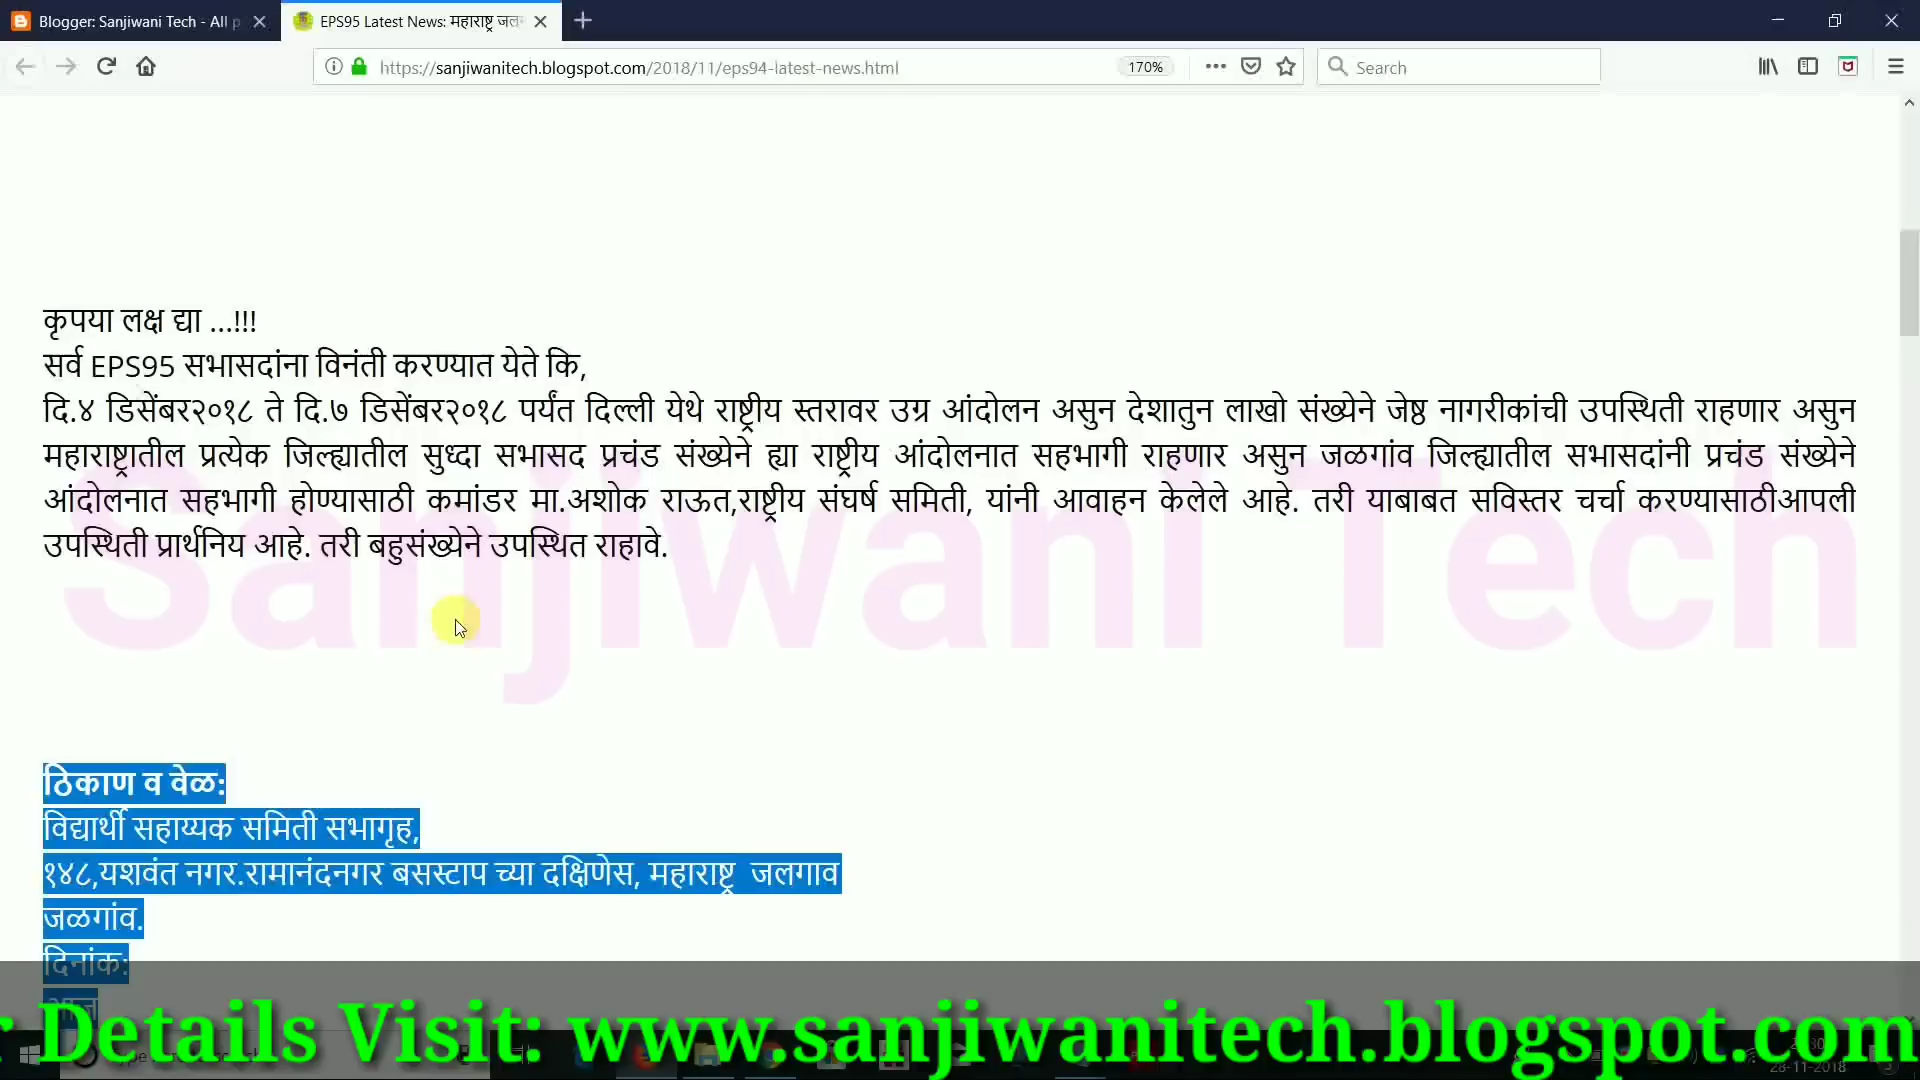 Blogger: Sanjiwani Tech - All p
EPS95 Latest News: महाराष्ट्र जल
https://sanjiwanitech.blogspot.com/2018/11/eps94-latest-news.html
170%
Search
कृपया लक्ष द्या ...!!!
सर्व EPS95 सभासदांना विनंती करण्यात येते कि,
दि.४ डिसेंबर२०१८ ते दि.७ डिसेंबर२०१८ पर्यंत दिल्ली येथे राष्ट्रीय स्तरावर उग्र आंदोलन असुन देशातुन लाखो संख्येने जेष्ठ नागरीकांची उपस्थिती राहणार असुन
महाराष्ट्रातील प्रत्येक जिल्ह्यातील सुध्दा सभासद प्रचंड संख्येने ह्या राष्ट्रीय आंदोलनात सहभागी राहणार असुन जळगांव जिल्ह्यातील सभासदांनी प्रचंड संख्येने
आंदोलनात सहभागी होण्यासाठी कमांडर मा.अशोक राऊत,राष्ट्रीय संघर्ष समिती, यांनी आवाहन केलेले आहे. तरी याबाबत सविस्तर चर्चा करण्यासाठीआपली
उपस्थिती प्रार्थनिय आहे. तरी बहुसंख्येने उपस्थित राहावे.
Sanjiwani Tech
ठिकाण व वेळ:
विद्यार्थी सहाय्यक समिती सभागृह,
१४८,यशवंत नगर.रामानंदनगर बसस्टाप च्या दक्षिणेस, महाराष्ट्र जलगाव
जळगांव.
दिनांक:
आज
Details Visit: www.sanjiwanitech.blogspot.com
28-11-2018